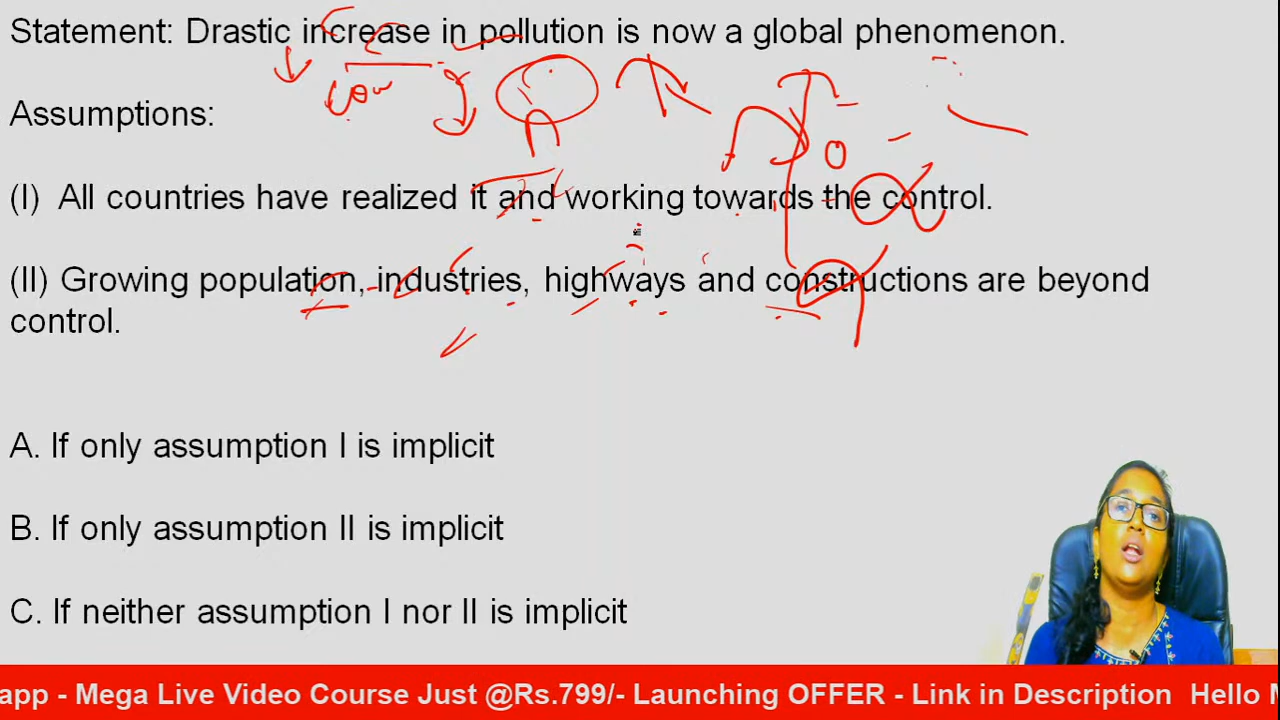 Statement: Drastic increase in pollution is now a global phenomenon.
Low
Assumptions:
(I) All countries have realized it and working towards the control.
(II) Growing population, industries, highways and constructions are beyond
control.
A. If only assumption I is implicit
B. If only assumption II is implicit
C. If neither assumption I nor II is implicit
app - Mega Live Video Course Just @Rs.799/- Launching OFFER - Link in Description Hello